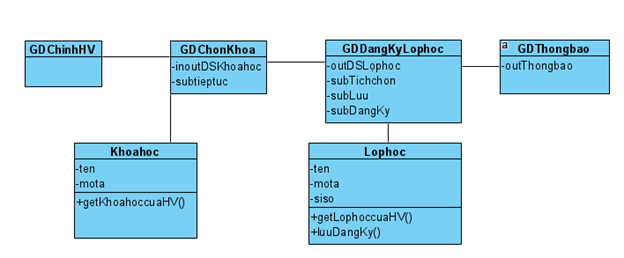 GDChinhHV
GDChonKhoa
-inoutDSKhoahoc
-subtieptuc
GDDangKyLophoc
-outDSLophoc
-subTichchon
-subLuu
-subDangKy
a
GDThongbao
-outThongbao
Khoahoc
-ten
-mota
+getKhoahoccuaHV()
Lophoc
-ten
-mota
-siso
+getLophoccuaHV()
+luuDangKy()